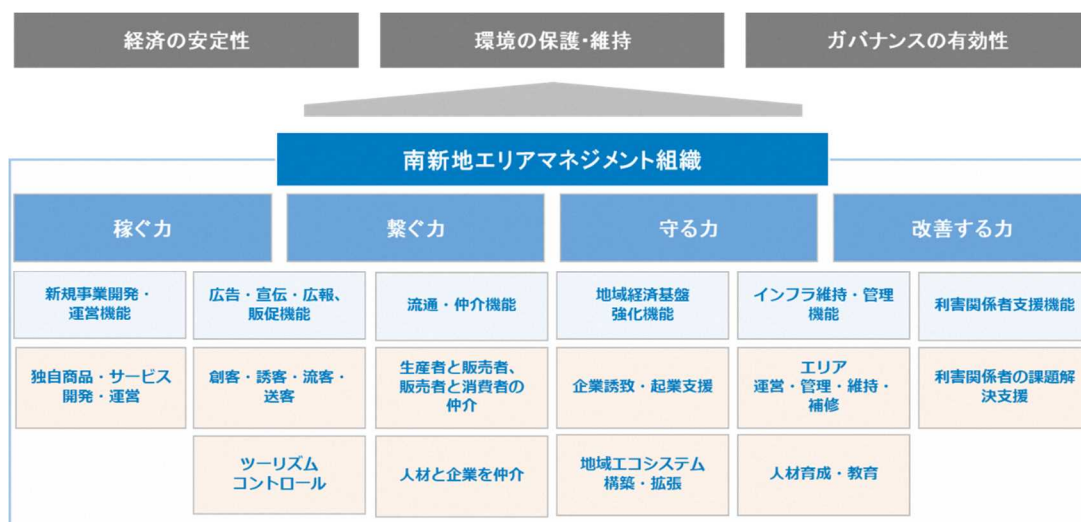 経済の安定性
環境の保護・維持
ガバナンスの有効性
南新地エリアマネジメント組織
稼ぐ力
繋ぐ力
守る力
改善する力
新規事業開発・
運営機能
広告・宣伝・広報、
販促機能
流通・仲介機能
地域経済基盤
強化機能
インフラ維持・管理
機能
利害関係者支援機能
独自商品・サービス
開発・運営
創客・誘客・流客・
送客
生産者と販売者、
販売者と消費者の
仲介
企業誘致・起業支援
エリア
運営・管理・維持・
補修
利害関係者の課題解
決支援
ツーリズム
コントロール
人材と企業を仲介
地域エコシステム
構築・拡張
人材育成・教育